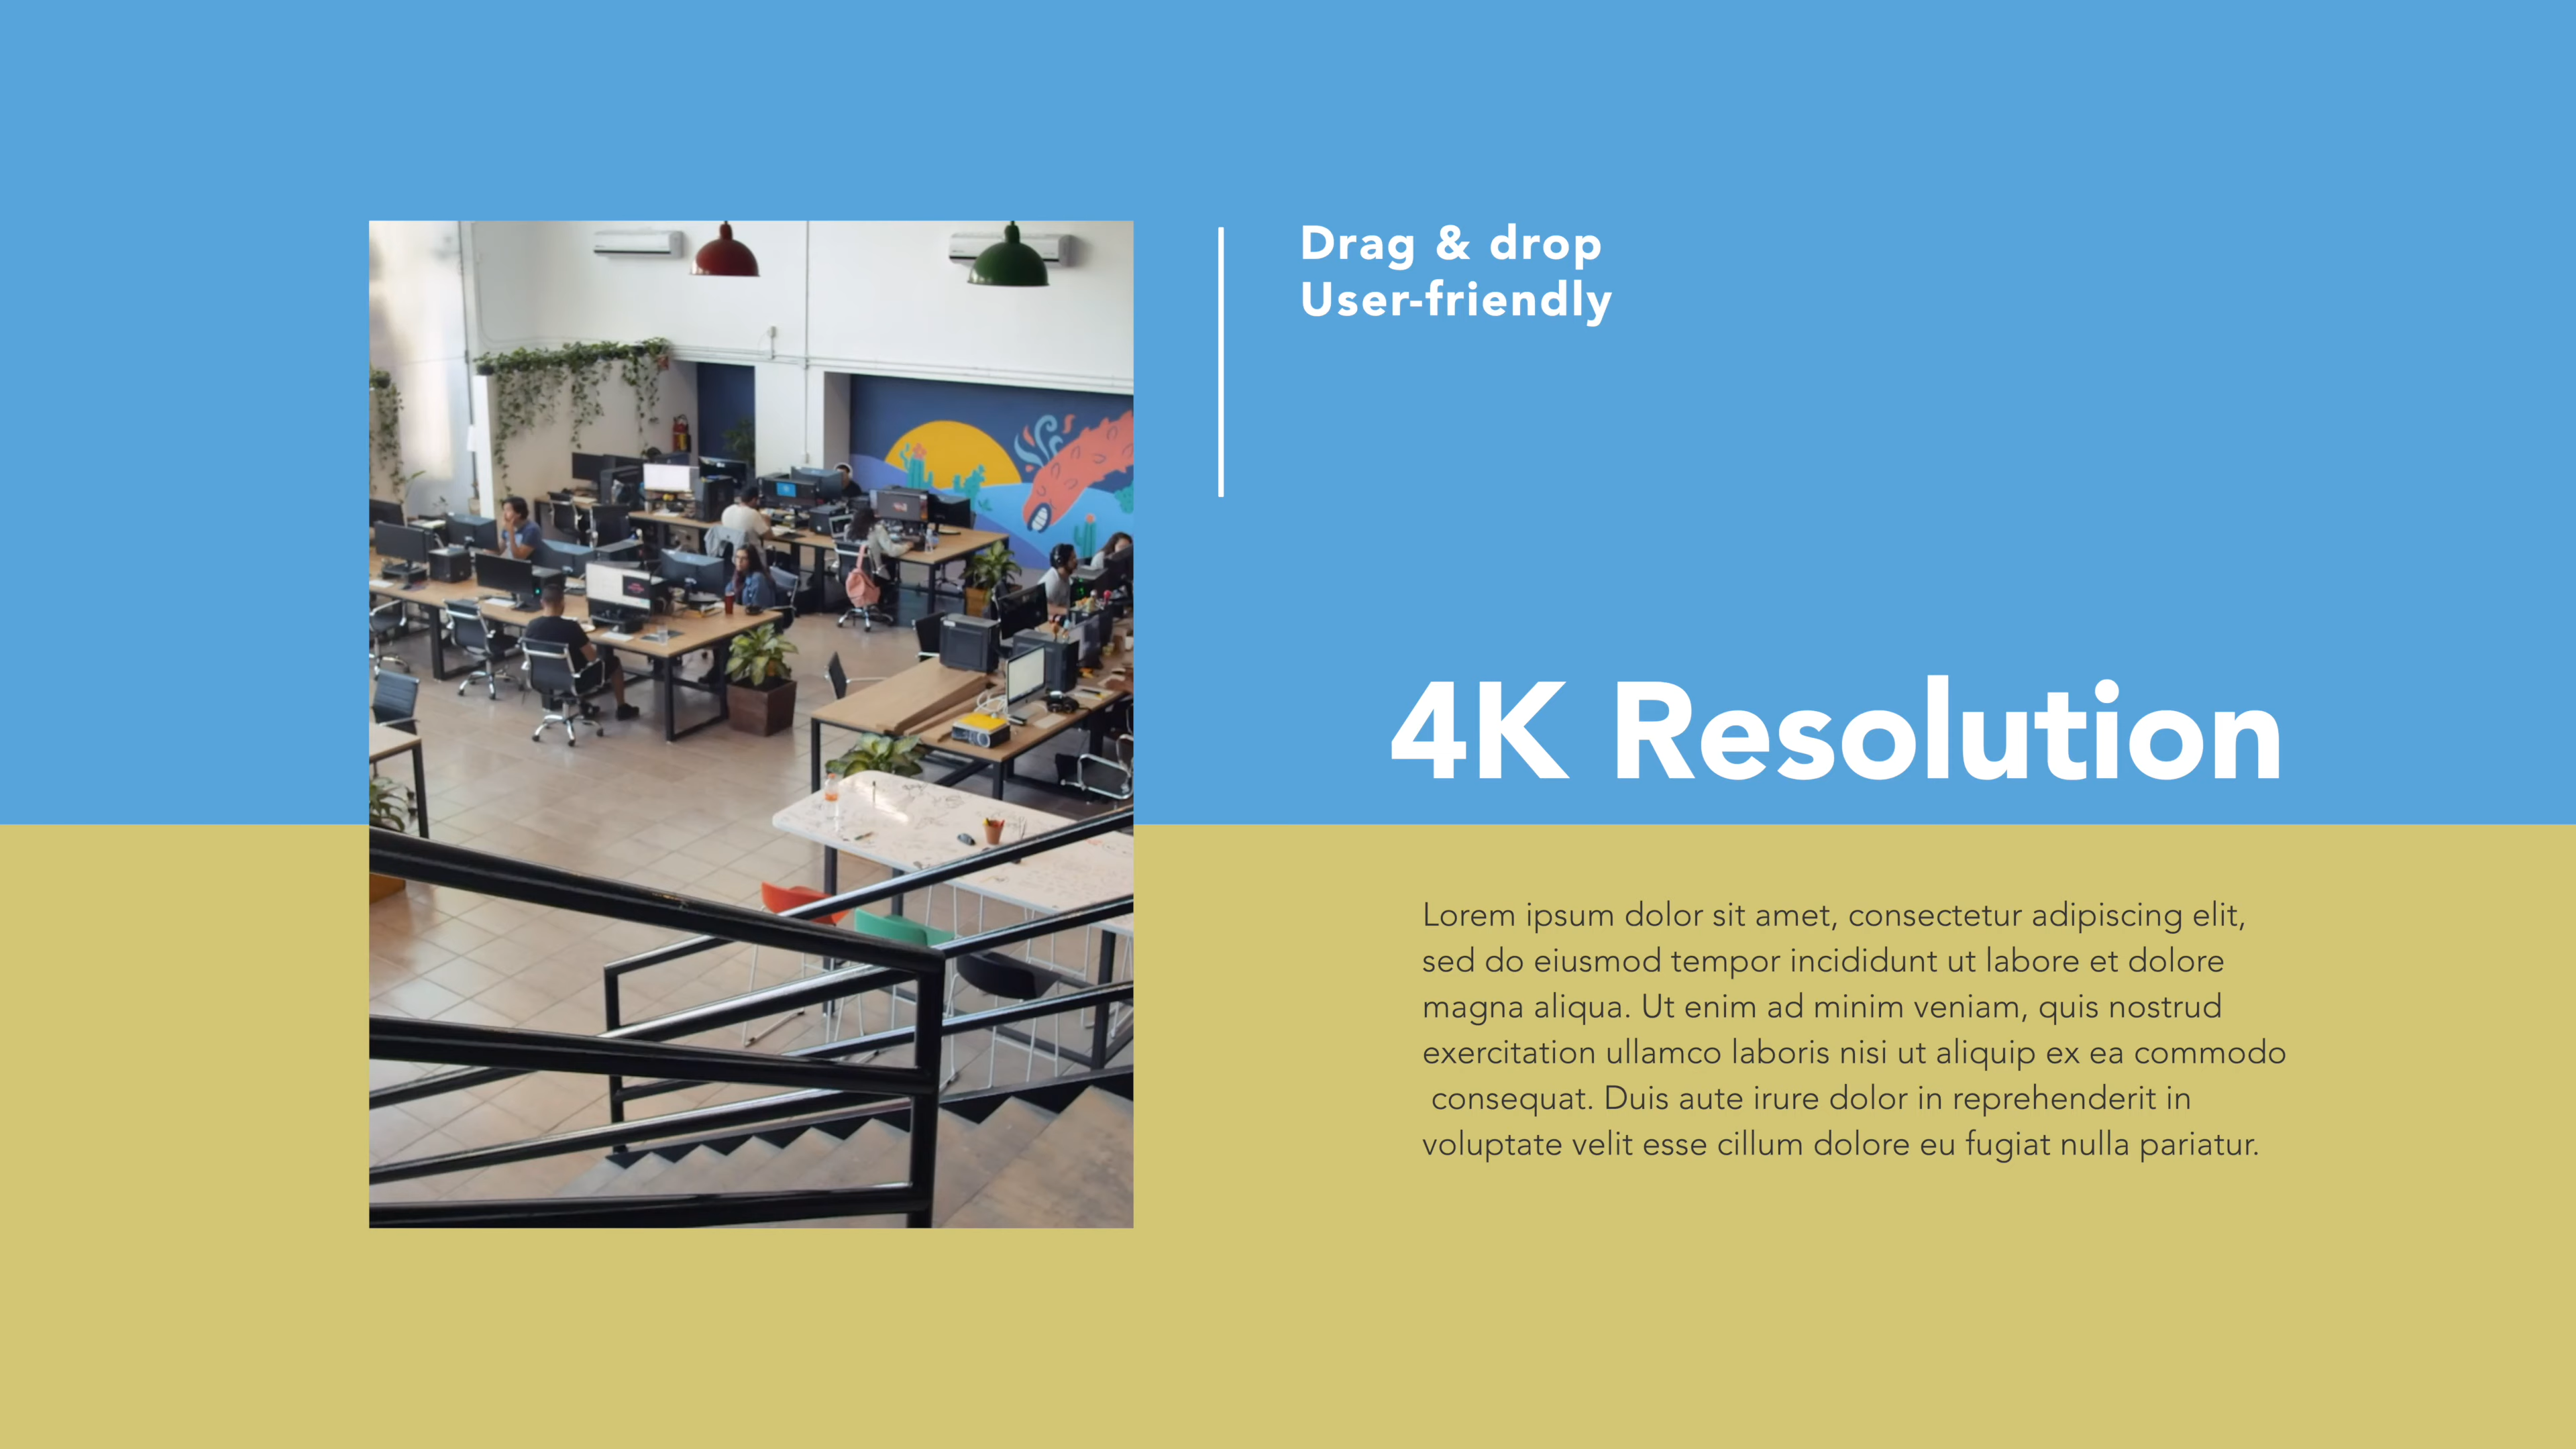 Drag & drop
User-friendly
4K Resolution
Lorem ipsum dolor sit amet, consectetur adipiscing elit,
sed do eiusmod tempor incididunt ut labore et dolore
magna aliqua. Ut enim ad minim veniam, quis nostrud
exercitation ullamco laboris nisi ut aliquip ex ea commodo
consequat. Duis aute irure dolor in reprehenderit in
voluptate velit esse cillum dolore eu fugiat nulla pariatur.